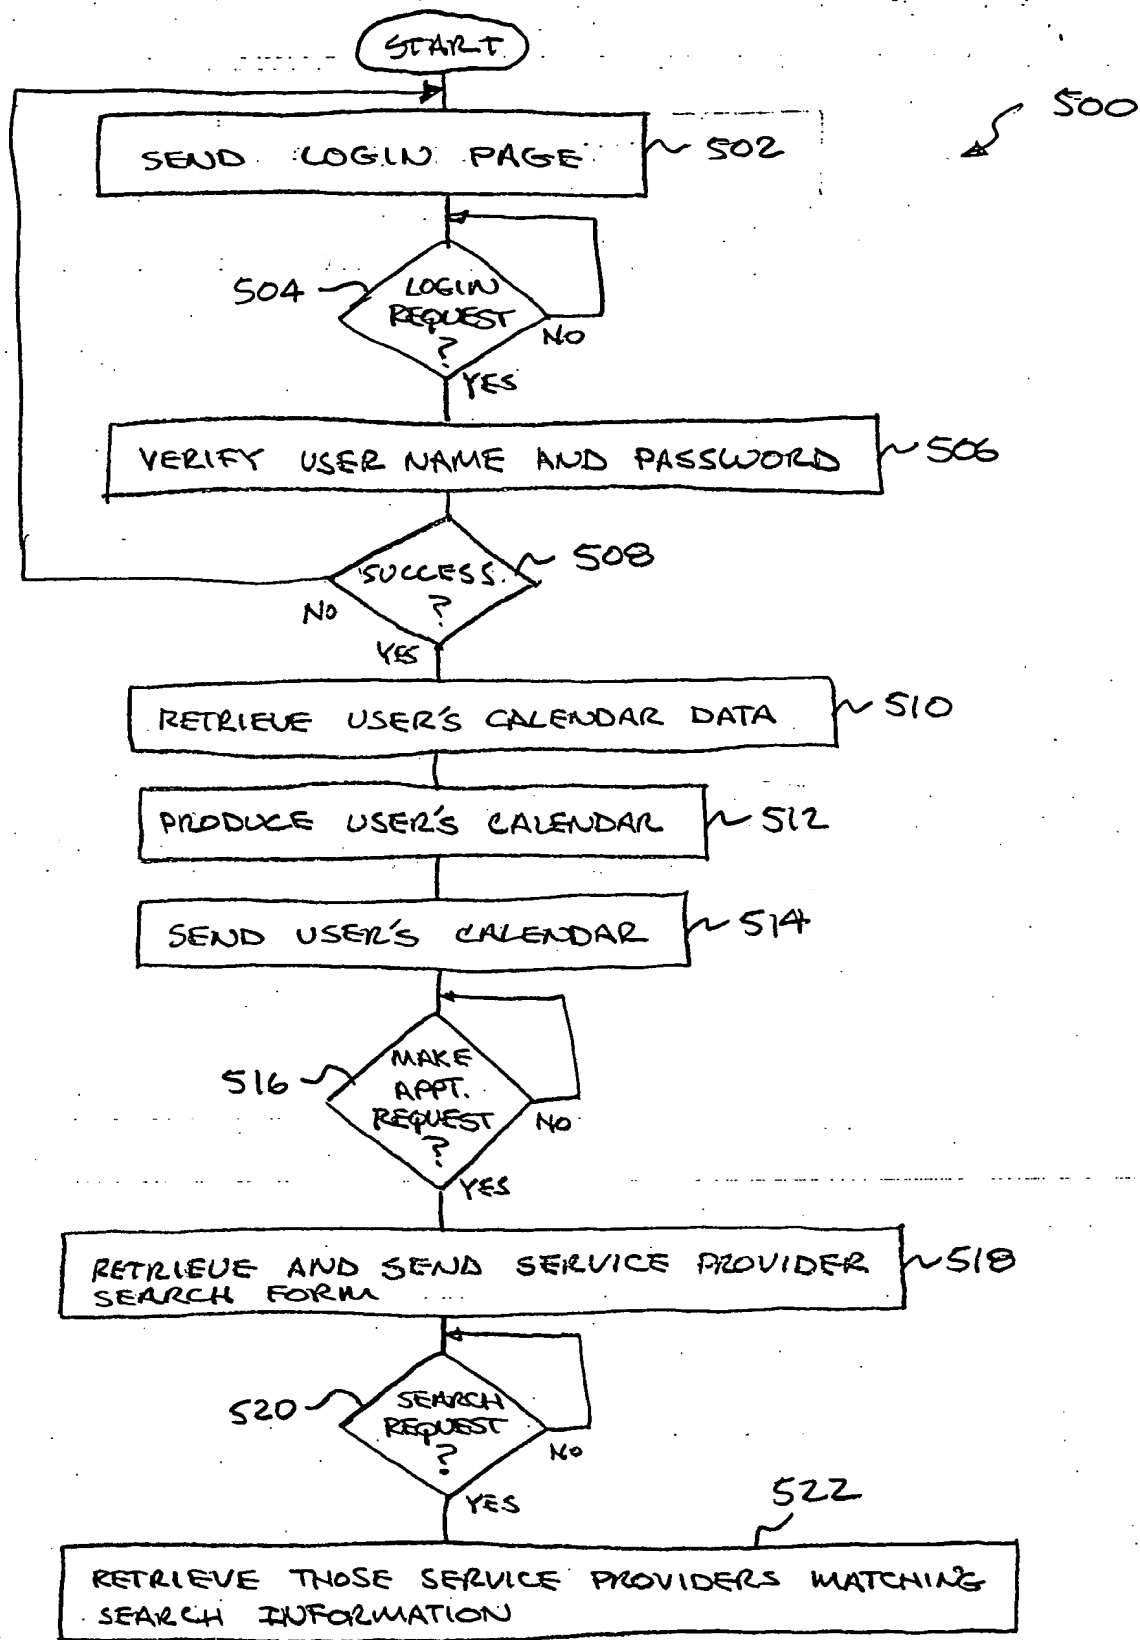 START
500
SEND LOGIN PAGE
502
504
LOGIN
REQUEST
?
NO
YES
VERIFY USER NAME AND PASSWORD
506
508
SUCCESS
?
NO
YES
RETRIEVE USER'S CALENDAR DATA
510
PRODUCE USER'S CALENDAR
512
SEND USER'S CALENDAR
514
516
MAKE
APPT.
REQUEST
?
NO
YES
RETRIEVE AND SEND SERVICE PROVIDER
SEARCH FORM
518
520
SEARCH
REQUEST
?
NO
YES
522
RETRIEVE THOSE SERVICE PROVIDERS MATCHING
SEARCH INFORMATION